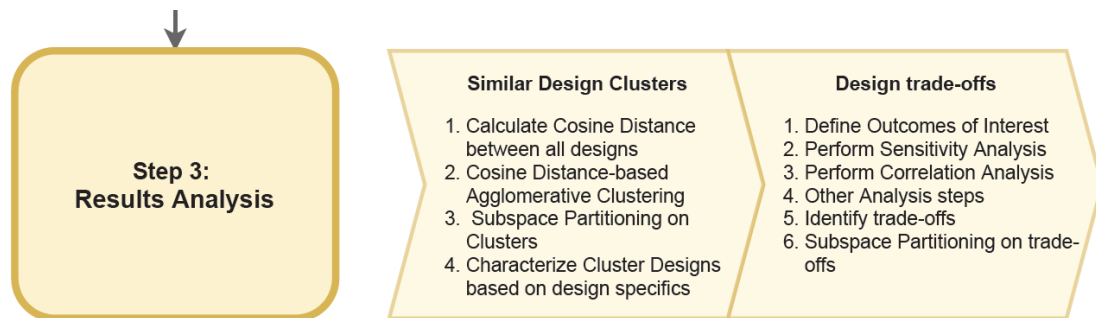 Step 3:
Results Analysis
Similar Design Clusters
1. Calculate Cosine Distance
between all designs
2. Cosine Distance-based
Agglomerative Clustering
3. Subspace Partitioning on
Clusters
4. Characterize Cluster Designs
based on design specifics
Design trade-offs
1. Define Outcomes of Interest
2. Perform Sensitivity Analysis
3. Perform Correlation Analysis
4. Other Analysis steps
5. Identify trade-offs
6. Subspace Partitioning on trade-
offs